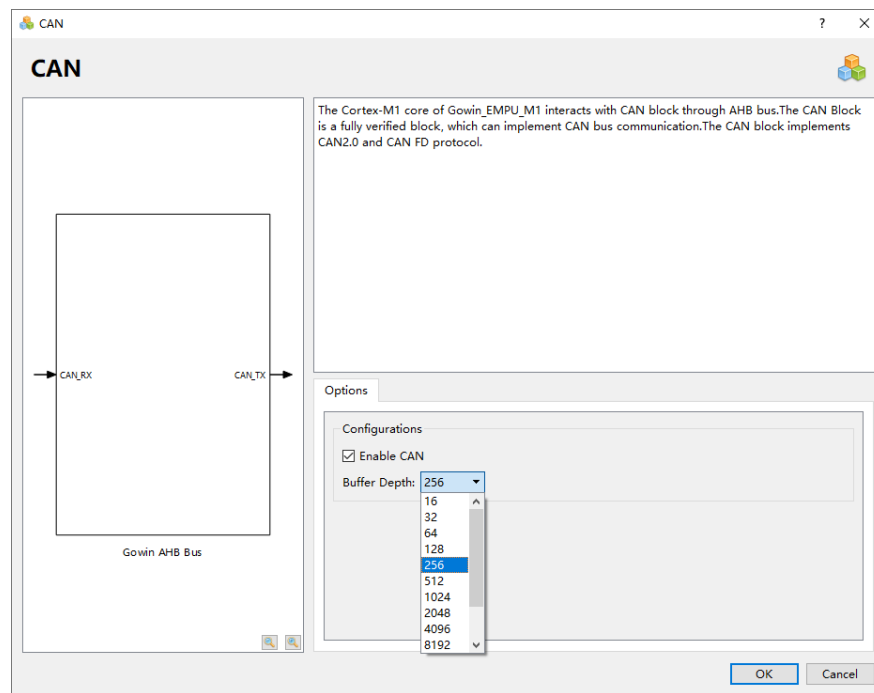 CAN
?
CAN
The Cortex-M1 core of Gowin_EMPU_M1 interacts with CAN block through AHB bus.The CAN Block
is a fully verified block, which can implement CAN bus communication.The CAN block implements
CAN2.0 and CAN FD protocol.
CAN_RX
CAN_TX
Gowin AHB Bus
Options
Configurations
Enable CAN
Buffer Depth: 256
16
32
64
128
256
512
1024
2048
4096
8192
OK
Cancel